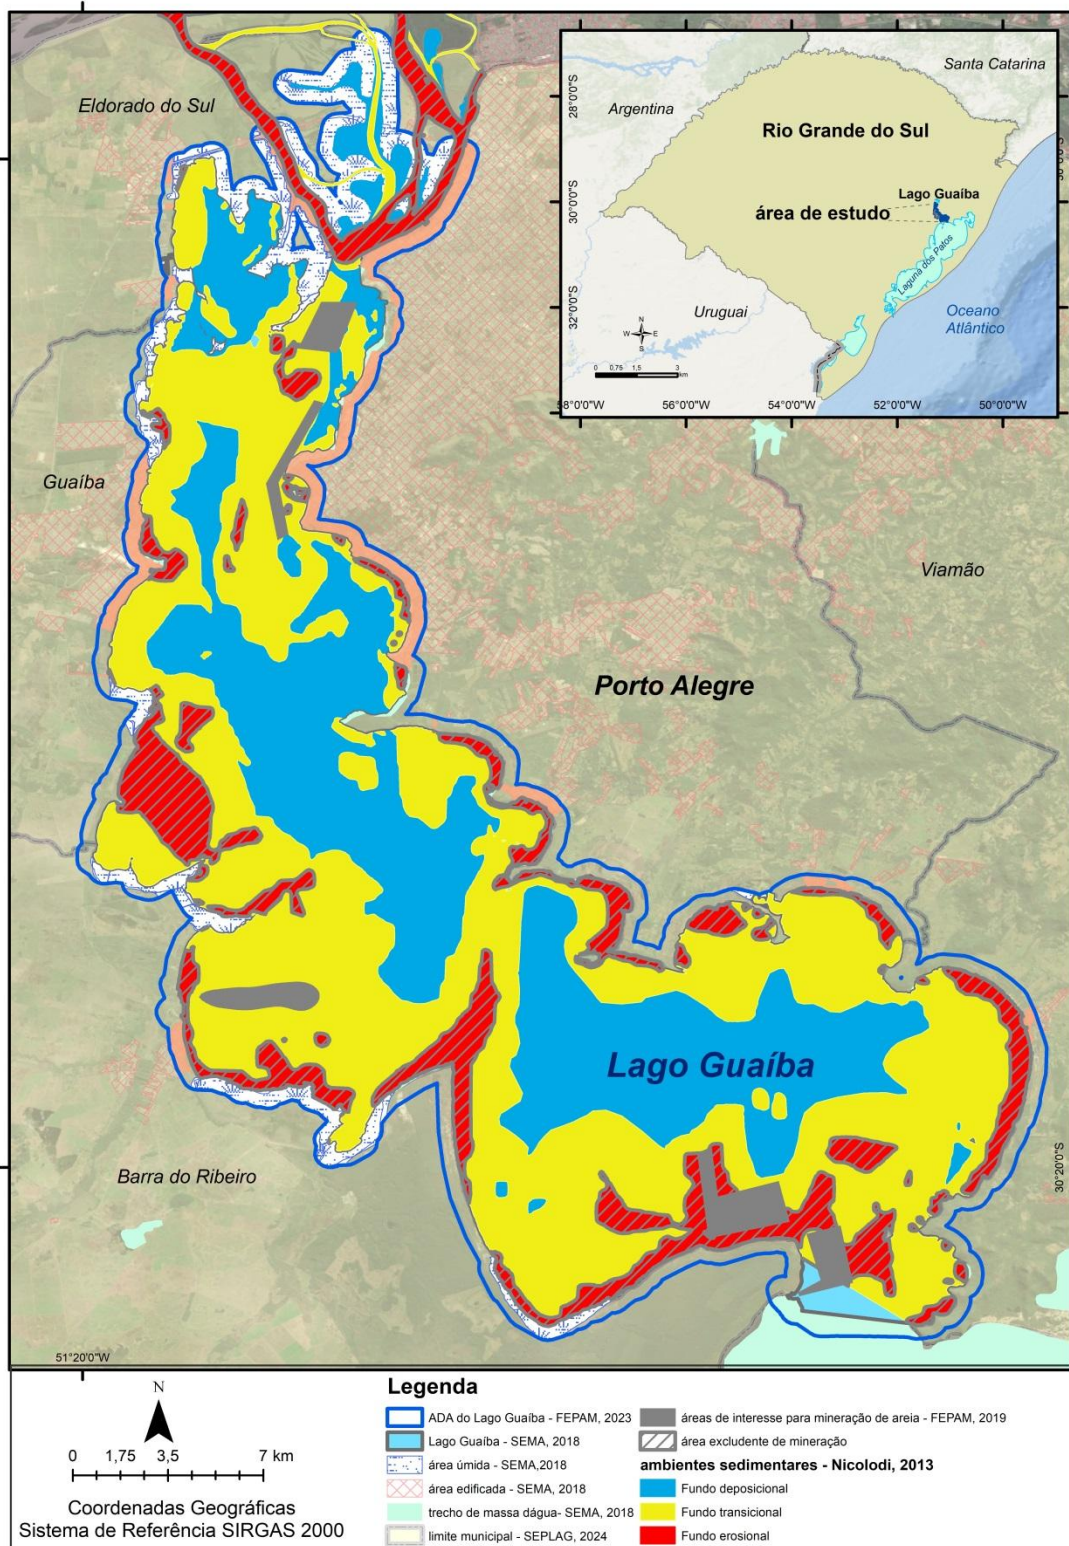 Eldorado do Sul
Guaíba
Viamão
Porto Alegre
Lago Guaíba
Barra do Ribeiro
30°20'0"S
51°20'0"W
Santa Catarina
Argentina
Rio Grande do Sul
Lago Guaíba
área de estudo
Laguna dos Patos
Uruguai
Oceano
Atlântico
N
W E
S
0 0,75 1,5 3
km
28°0'0"S
30°0'0"S
32°0'0"S
58°0'0"W 56°0'0"W 54°0'0"W 52°0'0"W 50°0'0"W
N
0 1,75 3,5 7 km
Coordenadas Geográficas
Sistema de Referência SIRGAS 2000
Legenda
ADA do Lago Guaíba - FEPAM, 2023
Lago Guaíba - SEMA, 2018
área úmida - SEMA,2018
área edificada - SEMA, 2018
trecho de massa dágua- SEMA, 2018
limite municipal - SEPLAG, 2024
áreas de interesse para mineração de areia - FEPAM, 2019
área excludente de mineração
ambientes sedimentares - Nicolodi, 2013
Fundo deposicional
Fundo transicional
Fundo erosional